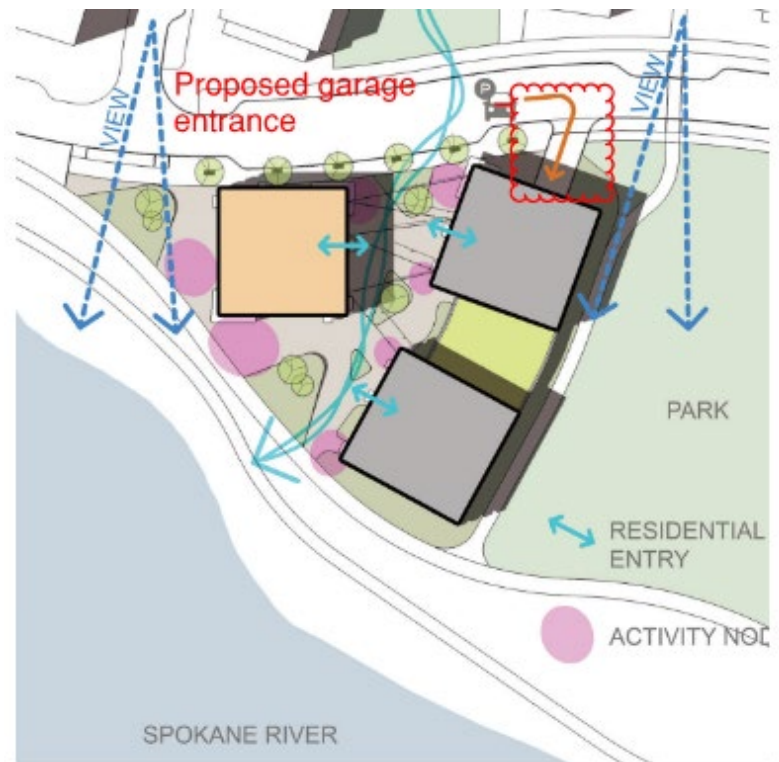 Proposed garage
entrance
P
VIEW
VIEW
PARK
RESIDENTIAL
ENTRY
ACTIVITY NOD
SPOKANE RIVER